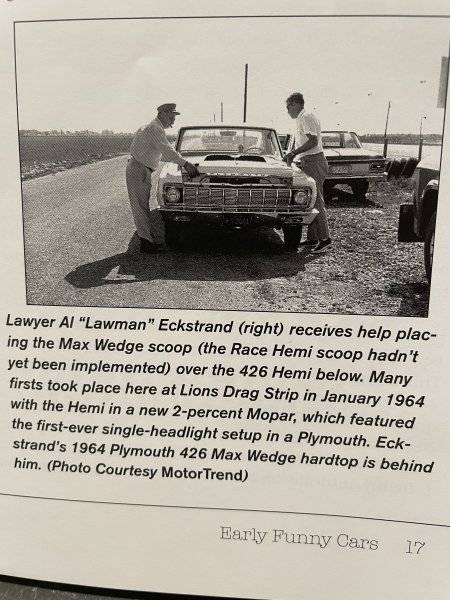 Lawyer Al “Lawman” Eckstrand (right) receives help plac-
ing the Max Wedge scoop (the Race Hemi scoop hadn’t
yet been implemented) over the 426 Hemi below. Many
firsts took place here at Lions Drag Strip in January 1964
with the Hemi in a new 2-percent Mopar, which featured
the first-ever single-headlight setup in a Plymouth. Eck-
strand’s 1964 Plymouth 426 Max Wedge hardtop is behind
him. (Photo Courtesy MotorTrend)
Early Funny Cars 17